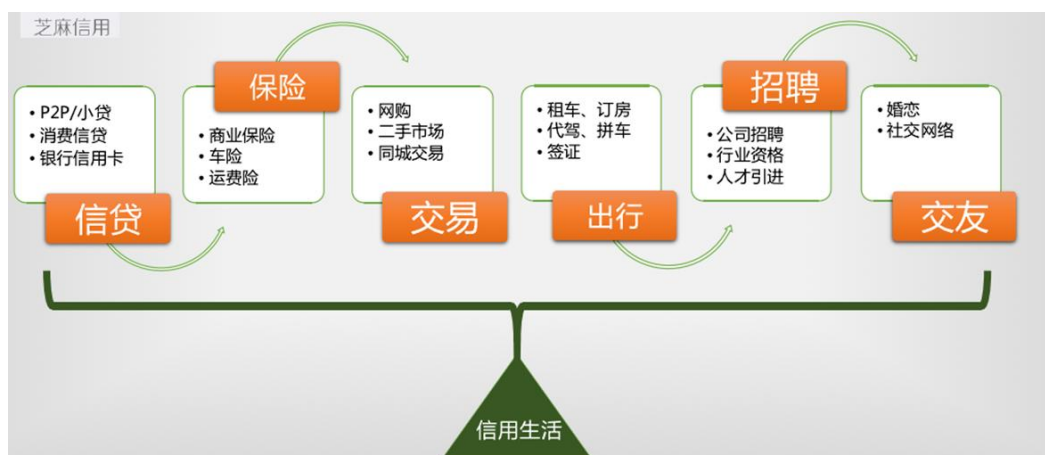 芝麻信用
• P2P/小贷
• 消费信贷
• 银行信用卡
信贷
保险
• 商业保险
• 车险
• 运费险
• 网购
• 二手市场
• 同城交易
交易
• 租车、订房
• 代驾、拼车
• 签证
出行
招聘
• 公司招聘
• 行业资格
• 人才引进
• 婚恋
• 社交网络
交友
信用生活